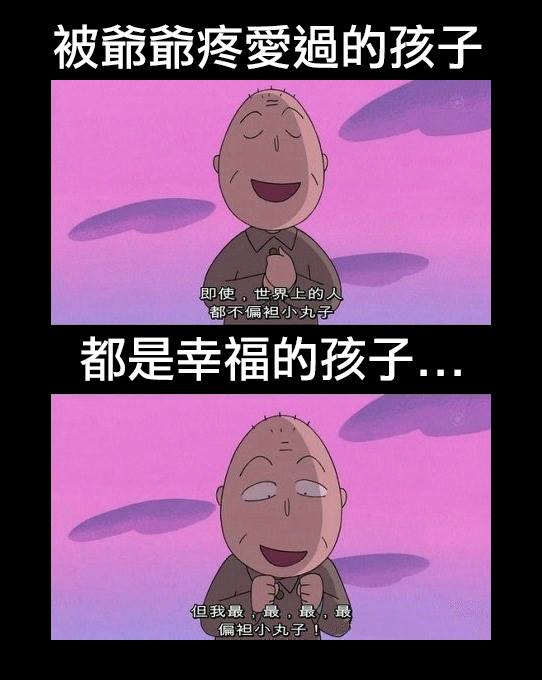 被爺爺疼愛過的孩子
即使，世界上的人
都不偏袒小丸子
都是幸福的孩子...
但我最，最，最，最
偏袒小丸子！